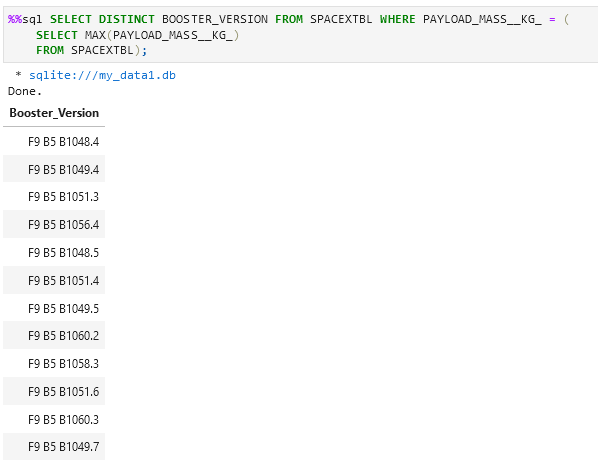 %%sql SELECT DISTINCT BOOSTER_VERSION FROM SPACEXTBL WHERE PAYLOAD_MASS__KG_ = (
SELECT MAX(PAYLOAD_MASS__KG_)
FROM SPACEXTBL);
* sqlite:///my_data1.db
Done.
Booster_Version
F9 B5 B1048.4
F9 B5 B1049.4
F9 B5 B1051.3
F9 B5 B1056.4
F9 B5 B1048.5
F9 B5 B1051.4
F9 B5 B1049.5
F9 B5 B1060.2
F9 B5 B1058.3
F9 B5 B1051.6
F9 B5 B1060.3
F9 B5 B1049.7